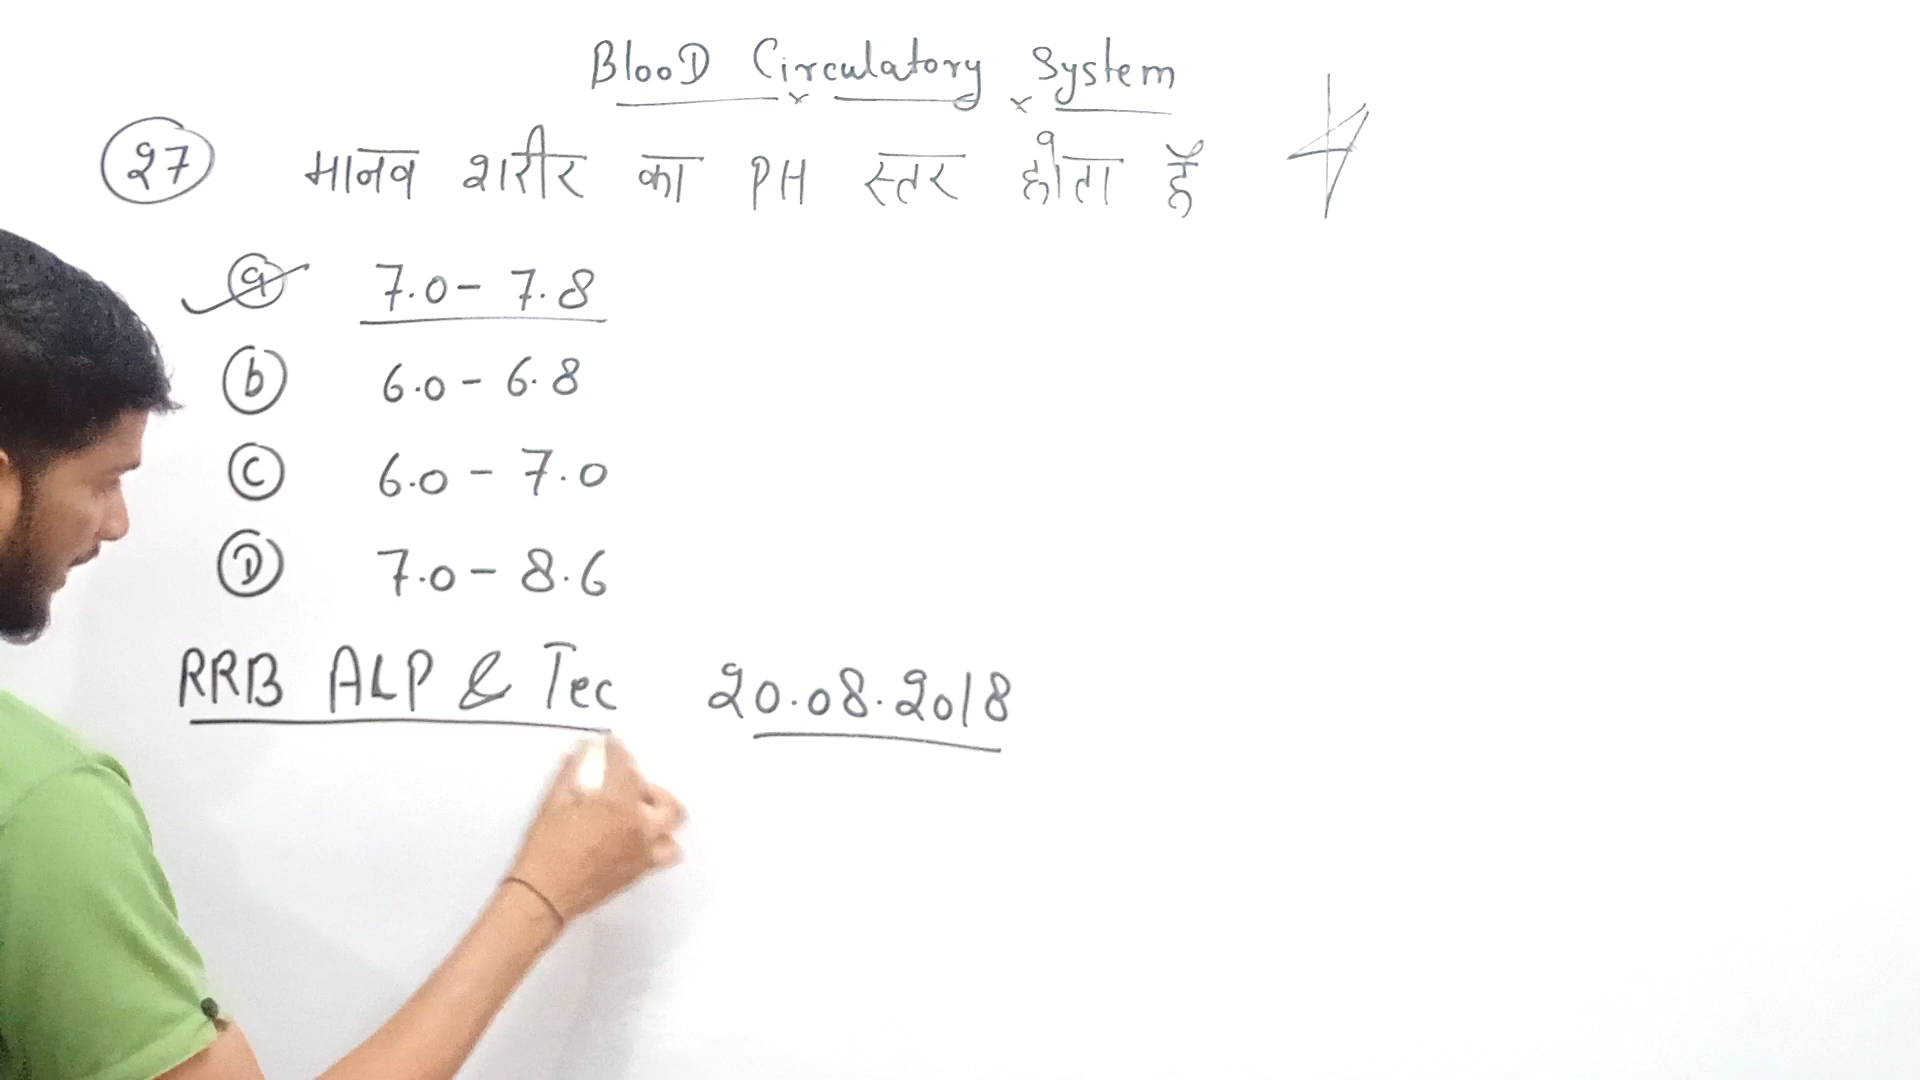 BlooD Circulatory System
27 मानव शरीर का PH स्तर होता है
a 7.0 - 7.8
b 6.0 - 6.8
C 6.0 - 7.0
D 7.0 - 8.6
RRB ALP & Tec 20.08.2018